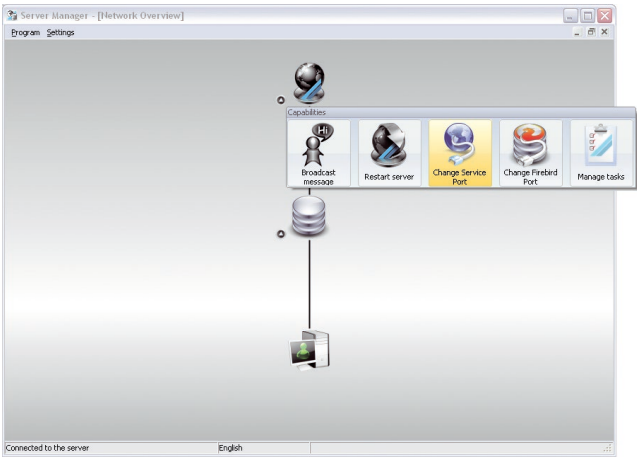 Server Manager - [Network Overview]
Program Settings
Capabilities
Hi
Broadcast
message
Restart server
Change Service
Port
Change Firebird
Port
Manage tasks
Connected to the server
English